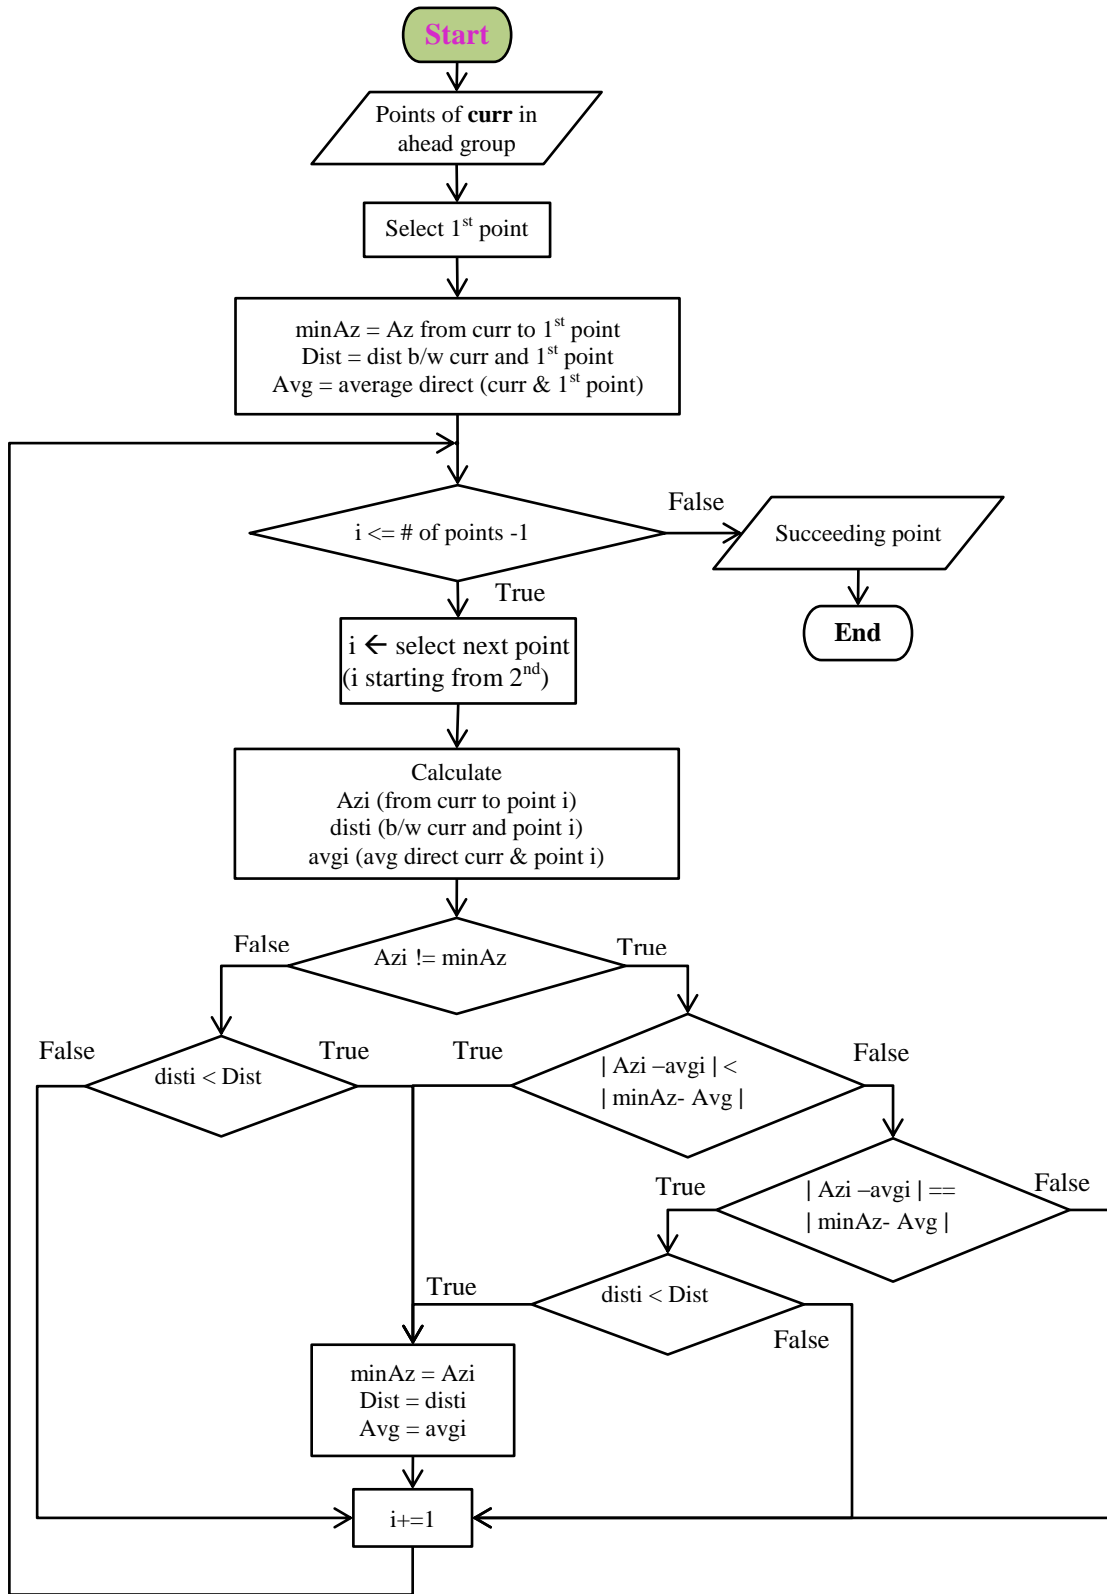 Start
Points of curr in
ahead group
Select 1st point
minAz = Az from curr to 1st point
Dist = dist b/w curr and 1st point
Avg = average direct (curr & 1st point)
i <= # of points -1
False
Succeeding point
End
True
i ← select next point
(i starting from 2nd)
Calculate
Azi (from curr to point i)
disti (b/w curr and point i)
avgi (avg direct curr & point i)
False
Azi != minAz
True
False
disti < Dist
True
True
| Azi –avgi | <
| minAz- Avg |
False
True
| Azi –avgi | ==
| minAz- Avg |
False
True
disti < Dist
False
minAz = Azi
Dist = disti
Avg = avgi
i+=1